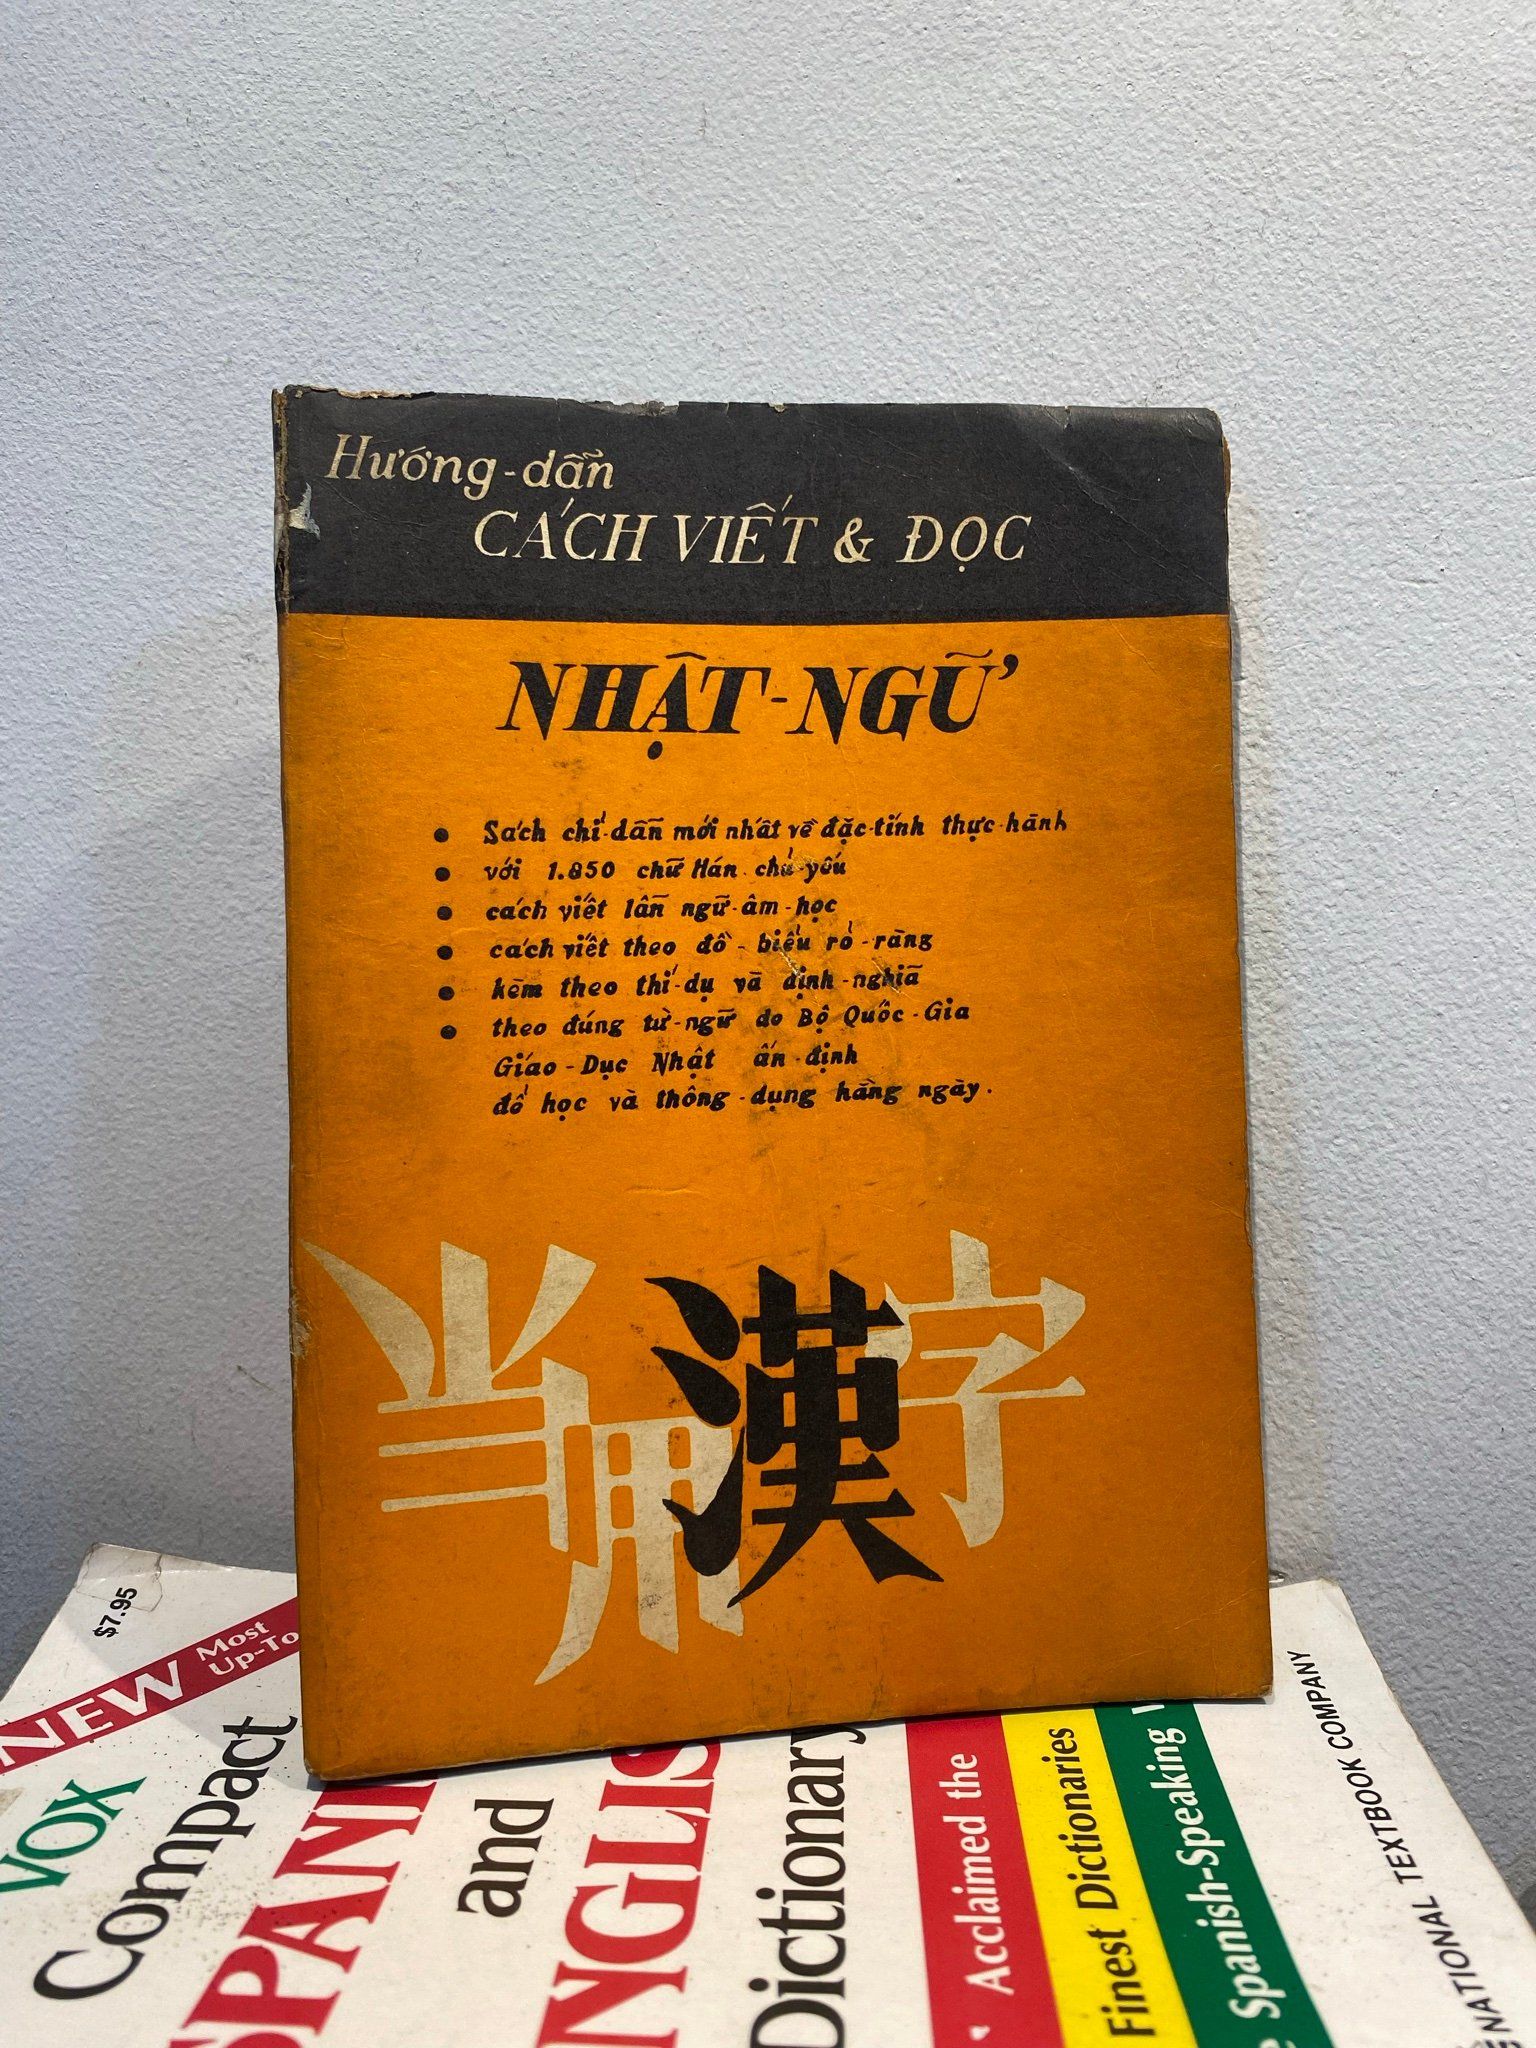 Hướng-dẫn
CÁCH VIẾT & ĐỌC
NHẬT-NGỮ
• Sách chỉ-dẫn mới nhất về đặc-tính thực-hành
• với 1.850 chữ Hán chủ-yếu
• cách viết lẫn ngữ-âm-học
• cách viết theo đồ-biểu rỏ-ràng
• kèm theo thí-dụ và định-nghĩa
• theo đúng từ-ngữ do Bộ Quốc-Gia
Giáo-Dục Nhật ấn-định
để học và thông-dụng hằng ngày.
当用漢字
$7.95
NEW Most
Up-To
VOX
Compact
SPANI
and
NGLIS
Dictionary
Acclaimed the
Finest Dictionaries
Spanish-Speaking
NATIONAL TEXTBOOK COMPANY